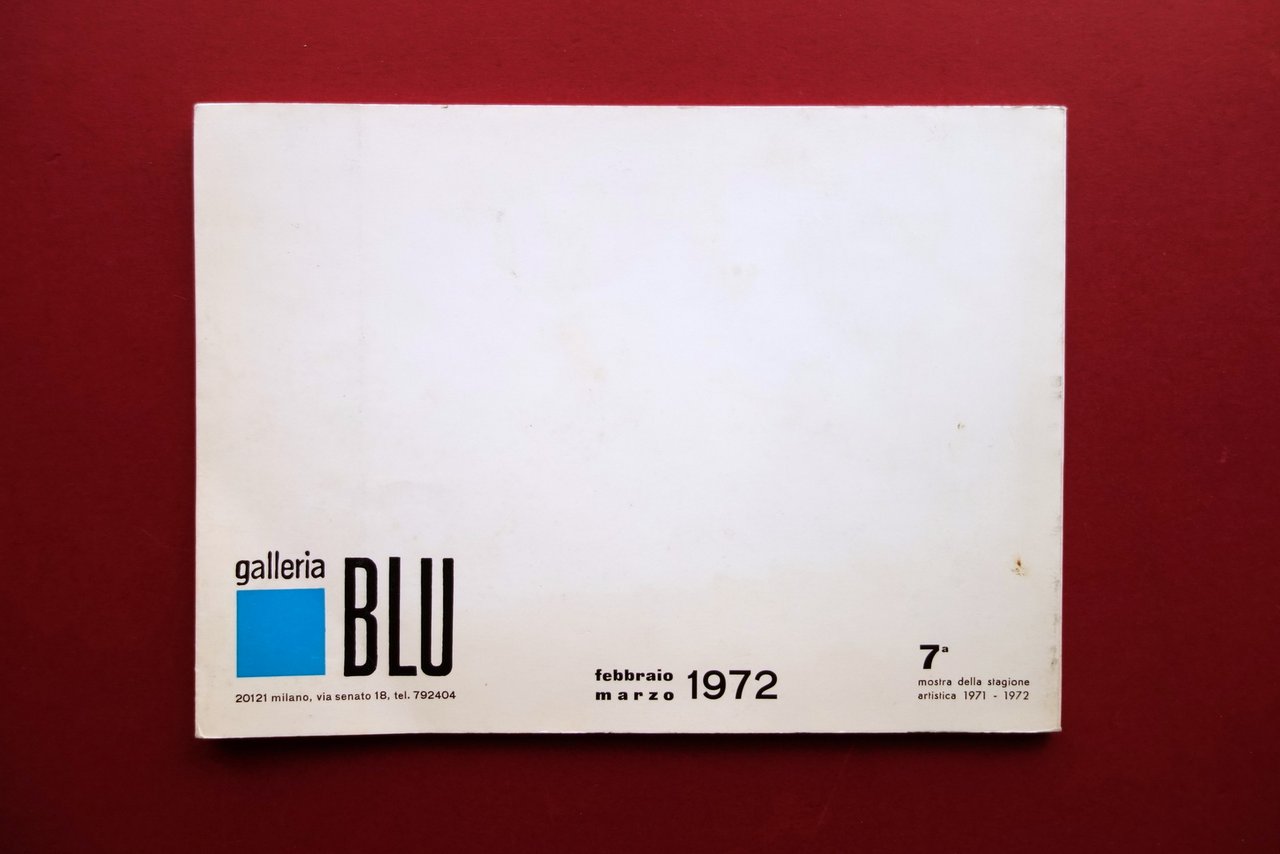 galleria
BLU
20121 milano, via senato 18, tel. 792404
febbraio
marzo
1972
7ª
mostra della stagione
artistica 1971 - 1972